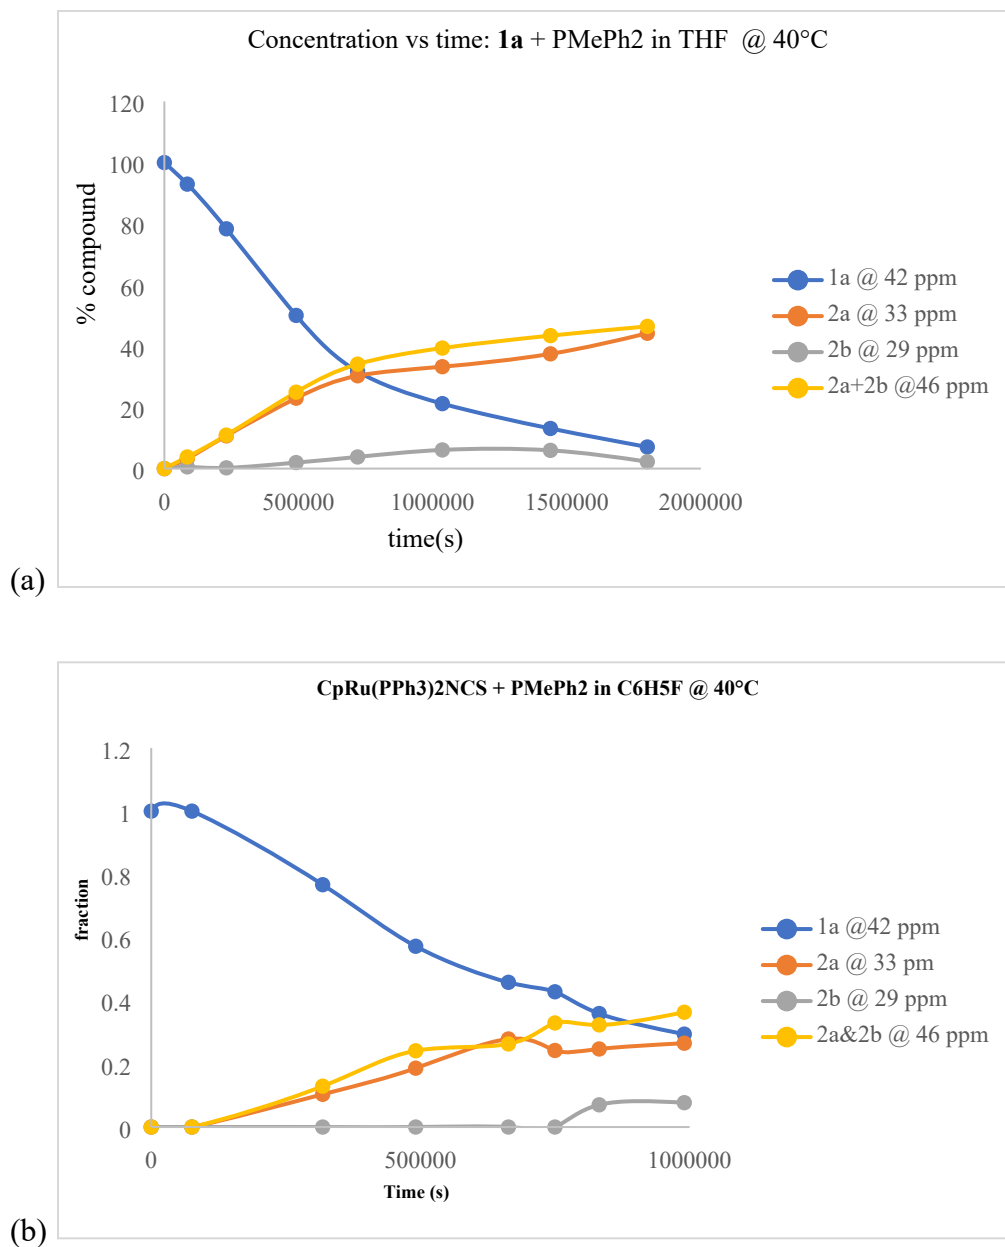 Concentration vs time: 1a + PMePh2 in THF @ 40°C
120
100
80
60
40
20
0
% compound
0 500000 1000000 1500000 2000000
time(s)
1a @ 42 ppm
2a @ 33 ppm
2b @ 29 ppm
2a+2b @46 ppm
(a)
CpRu(PPh3)2NCS + PMePh2 in C6H5F @ 40°C
1.2
1
0.8
0.6
0.4
0.2
0
fraction
0 500000 1000000
Time (s)
1a @42 ppm
2a @ 33 pm
2b @ 29 ppm
2a&2b @ 46 ppm
(b)